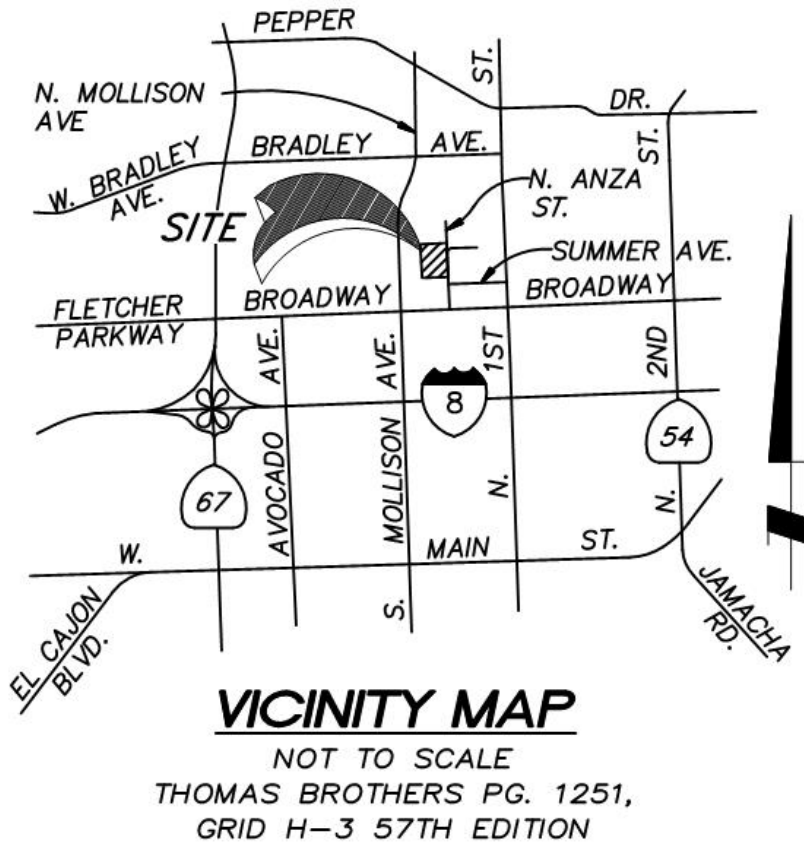 PEPPER
ST.
N. MOLLISON
AVE
DR.
BRADLEY
AVE.
ST.
W. BRADLEY
AVE.
N. ANZA
ST.
SITE
SUMMER AVE.
FLETCHER
PARKWAY
BROADWAY
BROADWAY
AVE.
AVE.
1ST
2ND
8
54
67
AVOCADO
MOLLISON
N.
N.
W.
MAIN
ST.
S.
EL CAJON
BLVD.
JAMACHA
RD.
VICINITY MAP
NOT TO SCALE
THOMAS BROTHERS PG. 1251,
GRID H-3 57TH EDITION